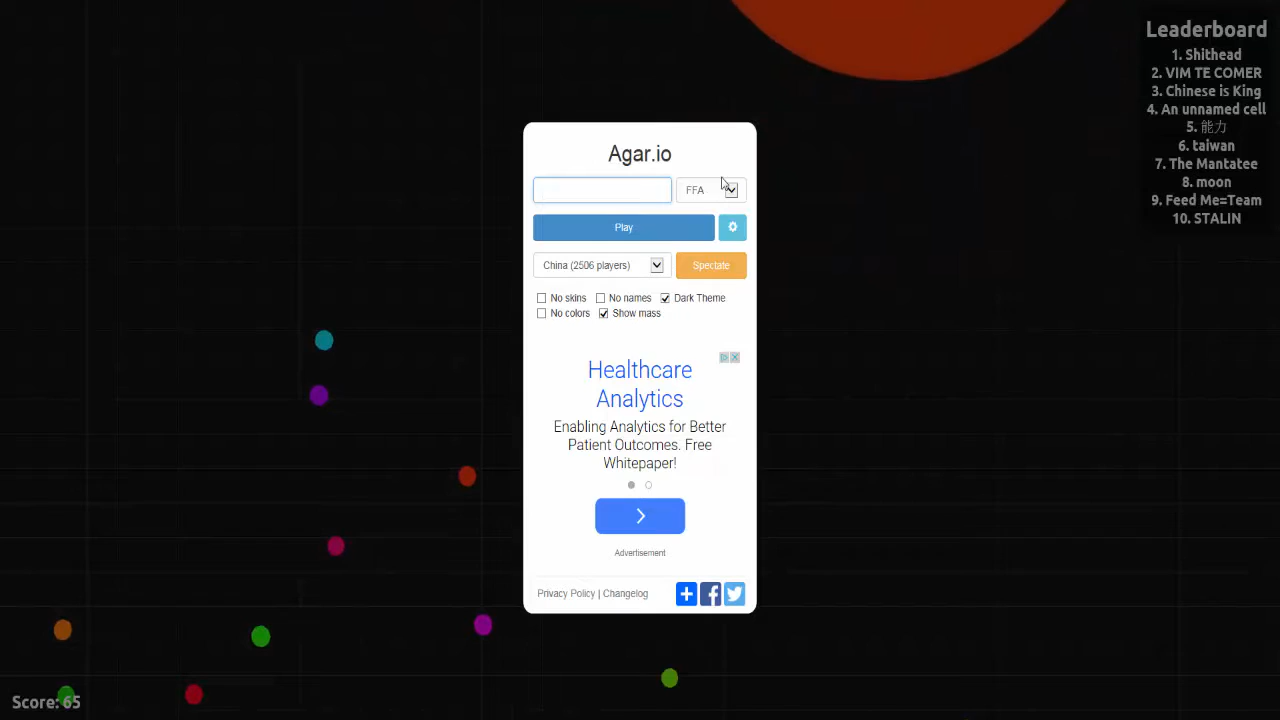 Leaderboard
1. Shithead
2. VIM TE COMER
3. Chinese is King
4. An unnamed cell
5. 能力
6. taiwan
7. The Mantatee
8. moon
9. Feed Me=Team
10. STALIN
Agar.io
FFA
Play
China (2506 players)
Spectate
No skins No names Dark Theme
No colors Show mass
Healthcare
Analytics
Enabling Analytics for Better
Patient Outcomes. Free
Whitepaper!
Advertisement
Privacy Policy | Changelog
Score: 65